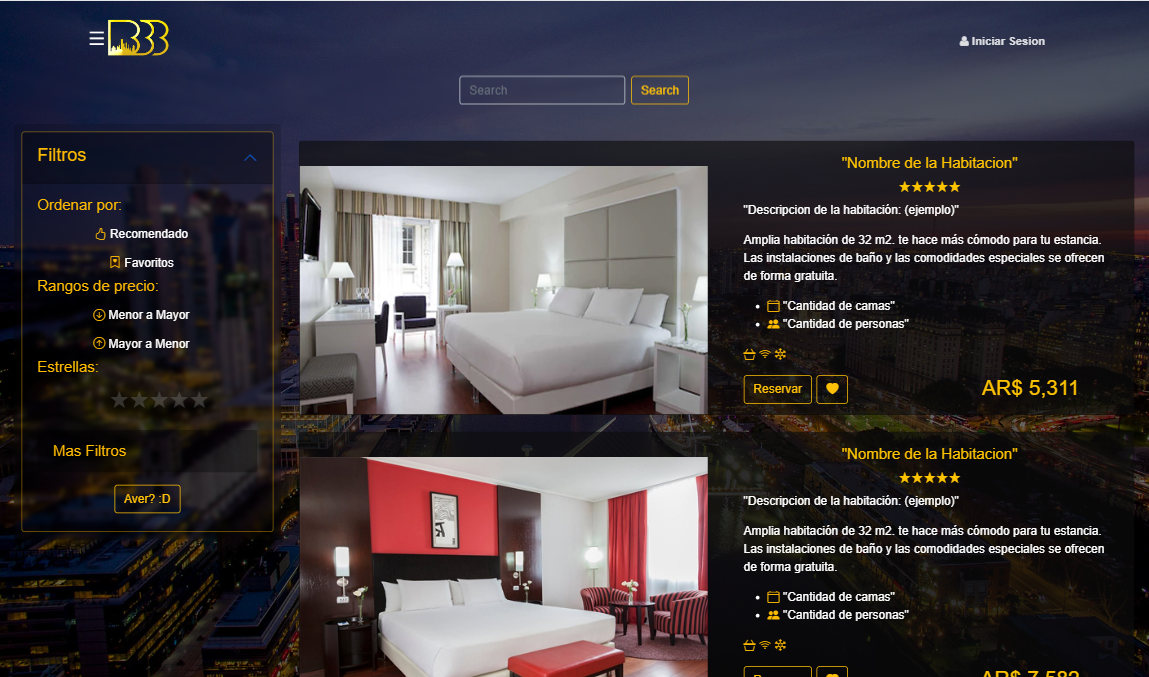 B33
Iniciar Sesion
Search
Search
Filtros
Ordenar por:
Recomendado
Favoritos
Rangos de precio:
Menor a Mayor
Mayor a Menor
Estrellas:
Mas Filtros
Aver? :D
"Nombre de la Habitacion"
"Descripcion de la habitación: (ejemplo)"
Amplia habitación de 32 m2. te hace más cómodo para tu estancia.
Las instalaciones de baño y las comodidades especiales se ofrecen
de forma gratuita.
"Cantidad de camas"
"Cantidad de personas"
Reservar
AR$ 5,311
"Nombre de la Habitacion"
"Descripcion de la habitación: (ejemplo)"
Amplia habitación de 32 m2. te hace más cómodo para tu estancia.
Las instalaciones de baño y las comodidades especiales se ofrecen
de forma gratuita.
"Cantidad de camas"
"Cantidad de personas"
AR$ 7,582